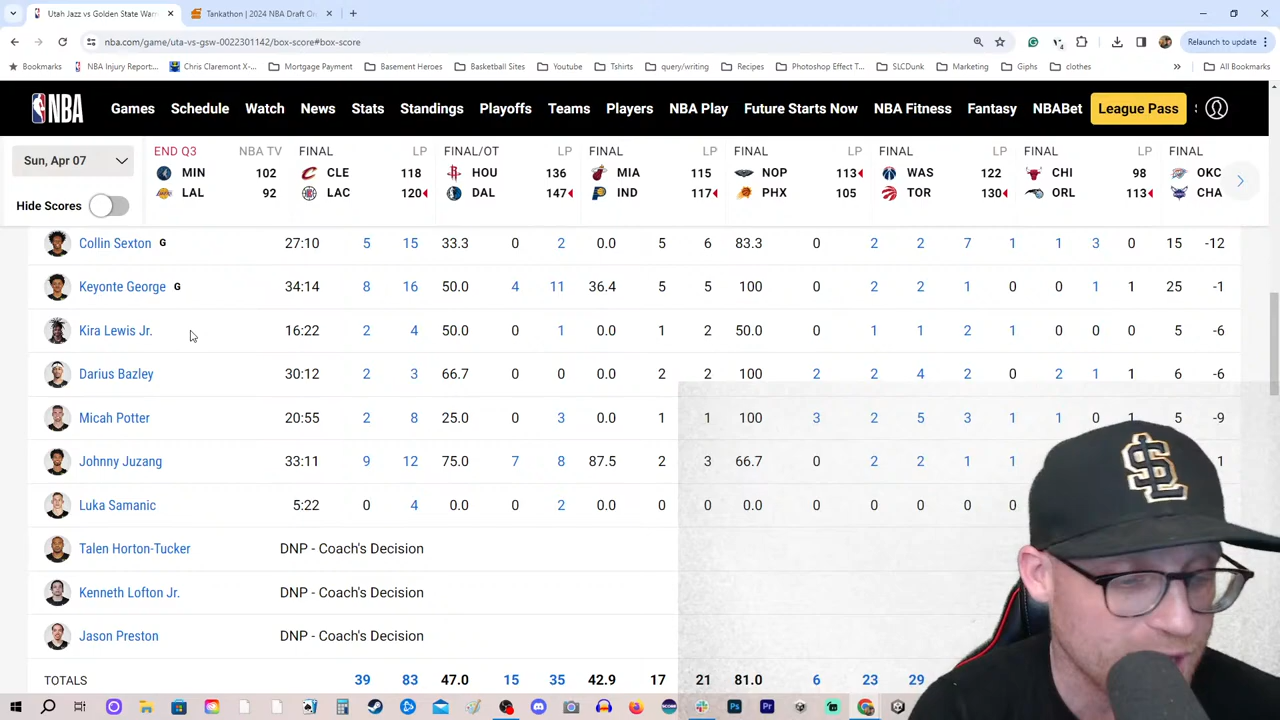 Utah Jazz vs Golden State War
Tankathon | 2024 NBA Draft Or
nba.com/game/uta-vs-gsw-0022301142/box-score#box-score
Relaunch to update
Bookmarks NBA Injury Report:... Chris Claremont X-... Mortgage Payment Basement Heroes Basketball Sites Youtube Tshirts query/writing Recipes Photoshop Effect T... SLCDunk Marketing Giphs clothes » All Bookmarks
NBA Games Schedule Watch News Stats Standings Playoffs Teams Players NBA Play Future Starts Now NBA Fitness Fantasy NBABet League Pass
Sun, Apr 07
Hide Scores
END Q3 NBA TV
MIN 102
LAL 92
FINAL LP
CLE 118
LAC 120
FINAL/OT LP
HOU 136
DAL 147
FINAL LP
MIA 115
IND 117
FINAL LP
NOP 113
PHX 105
FINAL LP
WAS 122
TOR 130
FINAL LP
CHI 98
ORL 113
FINAL
OKC
CHA
Collin Sexton G 27:10 5 15 33.3 0 2 0.0 5 6 83.3 0 2 2 7 1 1 3 0 15 -12
Keyonte George G 34:14 8 16 50.0 4 11 36.4 5 5 100 0 2 2 1 0 0 1 1 25 -1
Kira Lewis Jr. 16:22 2 4 50.0 0 1 0.0 1 2 50.0 0 1 1 2 1 0 0 0 5 -6
Darius Bazley 30:12 2 3 66.7 0 0 0.0 2 2 100 2 2 4 2 0 2 1 1 6 -6
Micah Potter 20:55 2 8 25.0 0 3 0.0 1 1 100 3 2 5 3 1 1 0 1 5 -9
Johnny Juzang 33:11 9 12 75.0 7 8 87.5 2 3 66.7 0 2 2 1 1 1
Luka Samanic 5:22 0 4 0.0 0 2 0.0 0 0 0.0 0 0 0 0 0
Talen Horton-Tucker DNP - Coach's Decision
Kenneth Lofton Jr. DNP - Coach's Decision
Jason Preston DNP - Coach's Decision
TOTALS 39 83 47.0 15 35 42.9 17 21 81.0 6 23 29